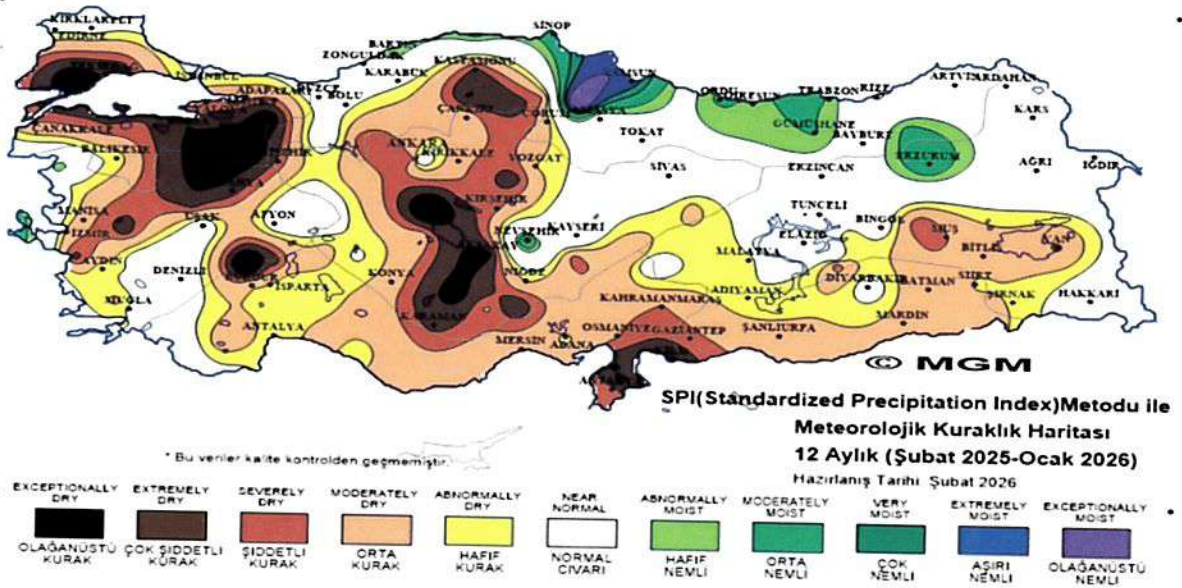 KIRKLARELİ
EDİRNE
İSTANBUL
SİNOP
BARTIN
ZONGULDAK
KARABÜK
KASTAMONU
SAMSUN
ADAPAZARI
DÜZCE
BOLU
ÇANKIRI
ÇORUM
AMASYA
TOKAT
ORDU
GİRESUN
TRABZON
RİZE
ARTVİN
ARDAHAN
KARS
GÜMÜŞHANE
BAYBURT
ERZURUM
ERZİNCAN
AĞRI
IĞDIR
ÇANAKKALE
BALIKESİR
ANKARA
KIRIKKALE
YOZGAT
SİVAS
KIRŞEHİR
NEVŞEHİR
KAYSERİ
TUNCELİ
BİNGÖL
ELAZIĞ
MUŞ
BİTLİS
VAN
MANİSA
İZMİR
UŞAK
AFYON
AYDIN
DENİZLİ
MUĞLA
BURDUR
ISPARTA
ANTALYA
KONYA
KARAMAN
NİĞDE
MERSİN
ADANA
OSMANİYE
GAZİANTEP
KAHRAMANMARAŞ
MALATYA
ADIYAMAN
ŞANLIURFA
DİYARBAKIR
BATMAN
SİİRT
ŞIRNAK
HAKKARİ
MARDİN
© MGM
SPI(Standardized Precipitation Index)Metodu ile
Meteorolojik Kuraklık Haritası
12 Aylık (Şubat 2025-Ocak 2026)
Hazırlanış Tarihi Şubat 2026
* Bu veriler kalite kontrolden geçmemiştir.
EXCEPTIONALLY DRY
EXTREMELY DRY
SEVERELY DRY
MODERATELY DRY
ABNORMALLY DRY
NEAR NORMAL
ABNORMALLY MOIST
MODERATELY MOIST
VERY MOIST
EXTREMELY MOIST
EXCEPTIONALLY MOIST
OLAĞANÜSTÜ KURAK
ÇOK ŞİDDETLİ KURAK
ŞİDDETLİ KURAK
ORTA KURAK
HAFIF KURAK
NORMAL CIVARI
HAFIF NEMLİ
ORTA NEMLİ
ÇOK NEMLİ
AŞIRI NEMLİ
OLAĞANÜSTÜ NEMLİ